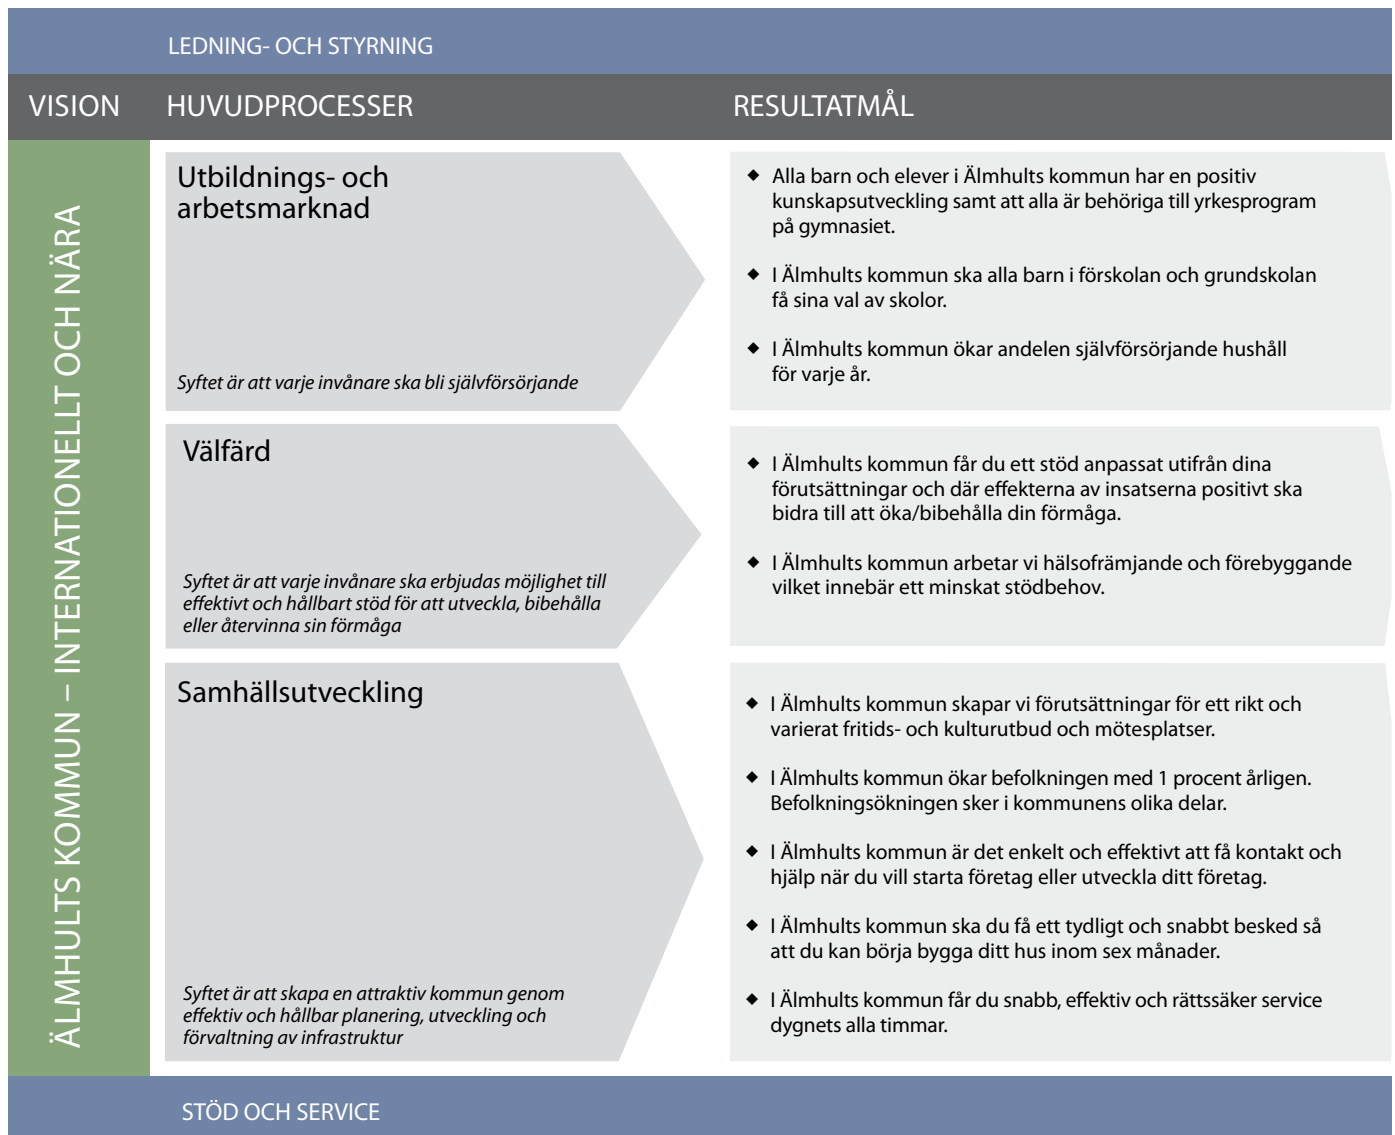 LEDNING- OCH STYRNING
VISION
HUVUDPROCESSER
RESULTATMÅL
ÄLMHULTS KOMMUN – INTERNATIONELLT OCH NÄRA
Utbildnings- och
arbetsmarknad
Syftet är att varje invånare ska bli självförsörjande
◆ Alla barn och elever i Älmhults kommun har en positiv
kunskapsutveckling samt att alla är behöriga till yrkesprogram
på gymnasiet.
◆ I Älmhults kommun ska alla barn i förskolan och grundskolan
få sina val av skolor.
◆ I Älmhults kommun ökar andelen självförsörjande hushåll
för varje år.
Välfärd
Syftet är att varje invånare ska erbjudas möjlighet till
effektivt och hållbart stöd för att utveckla, bibehålla
eller återvinna sin förmåga
◆ I Älmhults kommun får du ett stöd anpassat utifrån dina
förutsättningar och där effekterna av insatserna positivt ska
bidra till att öka/bibehålla din förmåga.
◆ I Älmhults kommun arbetar vi hälsofrämjande och förebyggande
vilket innebär ett minskat stödbehov.
Samhällsutveckling
Syftet är att skapa en attraktiv kommun genom
effektiv och hållbar planering, utveckling och
förvaltning av infrastruktur
◆ I Älmhults kommun skapar vi förutsättningar för ett rikt och
varierat fritids- och kulturutbud och mötesplatser.
◆ I Älmhults kommun ökar befolkningen med 1 procent årligen.
Befolkningsökningen sker i kommunens olika delar.
◆ I Älmhults kommun är det enkelt och effektivt att få kontakt och
hjälp när du vill starta företag eller utveckla ditt företag.
◆ I Älmhults kommun ska du få ett tydligt och snabbt besked så
att du kan börja bygga ditt hus inom sex månader.
◆ I Älmhults kommun får du snabb, effektiv och rättssäker service
dygnets alla timmar.
STÖD OCH SERVICE